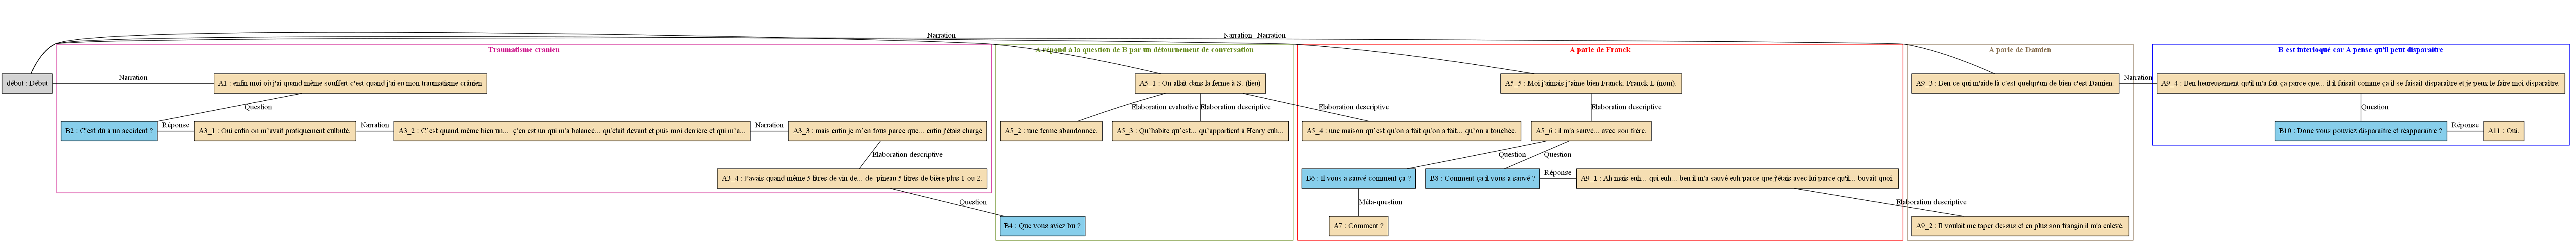 Narration
Narration
Narration
Traumatisme cranien
A répond à la question de B par un détournement de conversation
A parle de Franck
A parle de Damien
B est interloqué car A pense qu'il peut disparaitre
début : Début
Narration
A1 : enfin moi où j'ai quand même souffert c'est quand j'ai eu mon traumatisme crânien
A5_1 : On allait dans la ferme à S. (lieu)
A5_5 : Moi j'aimais j'aime bien Franck. Franck L (nom).
A9_3 : Ben ce qui m'aide là c'est quelqu'un de bien c'est Damien.
Narration
A9_4 : Ben heureusement qu'il m'a fait ça parce que... il il faisait comme ça il se faisait disparaître et je peux le faire moi disparaître.
Question
Elaboration evaluative
Elaboration descriptive
Elaboration descriptive
Elaboration descriptive
Question
B2 : C'est dû à un accident ?
Réponse
A3_1 : Oui enfin on m'avait pratiquement culbuté.
Narration
A3_2 : C'est quand même bien un... ç'en est un qui m'a balancé... qu'était devant et puis moi derrière et qui m'a...
Narration
A3_3 : mais enfin je m'en fous parce que... enfin j'étais chargé
A5_2 : une ferme abandonnée.
A5_3 : Qu'habite qu'est... qu'appartient à Henry euh...
A5_4 : une maison qu'est qu'on a fait qu'on a fait... qu'on a touchée.
A5_6 : il m'a sauvé... avec son frère.
B10 : Donc vous pouviez disparaître et réapparaître ?
Réponse
A11 : Oui.
Elaboration descriptive
Question
Question
A3_4 : J'avais quand même 5 litres de vin de... de pineau 5 litres de bière plus 1 ou 2.
B6 : Il vous a sauvé comment ça ?
B8 : Comment ça il vous a sauvé ?
Réponse
A9_1 : Ah mais euh... qui euh... ben il m'a sauvé euh parce que j'étais avec lui parce qu'il... buvait quoi.
Question
Méta-question
Elaboration descriptive
B4 : Que vous aviez bu ?
A7 : Comment ?
A9_2 : Il voulait me taper dessus et en plus son frangin il m'a enlevé.